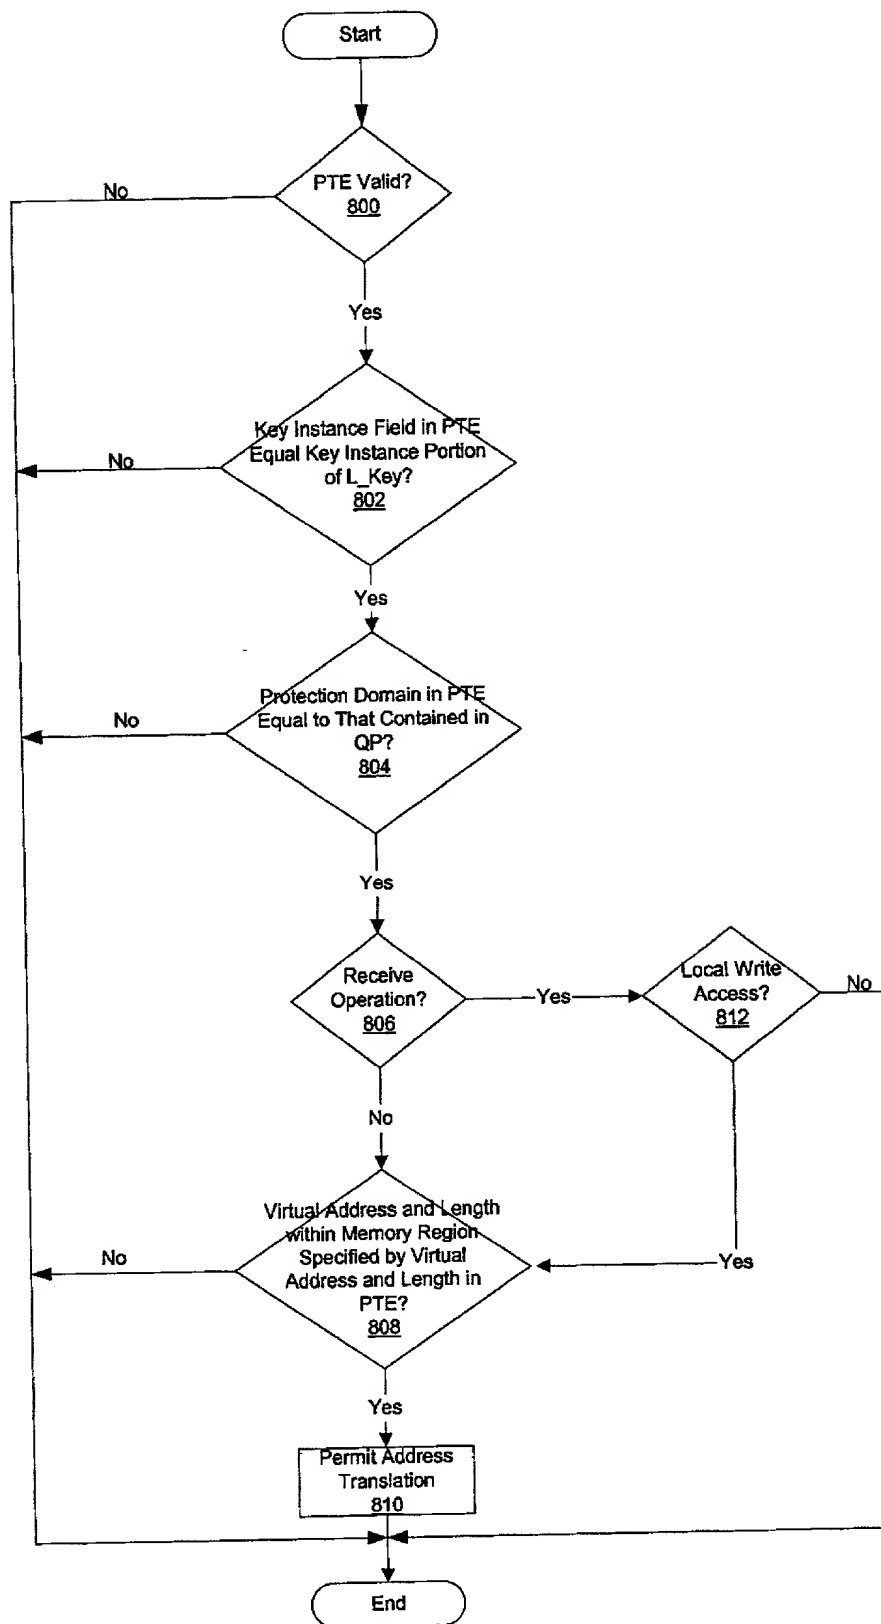 Start
PTE Valid?
800
No
Yes
Key Instance Field in PTE
Equal Key Instance Portion
of L_Key?
802
No
Yes
Protection Domain in PTE
Equal to That Contained in
QP?
804
No
Yes
Receive
Operation?
806
Yes
Local Write
Access?
812
No
No
Virtual Address and Length
within Memory Region
Specified by Virtual
Address and Length in
PTE?
808
No
Yes
Yes
Permit Address
Translation
810
End